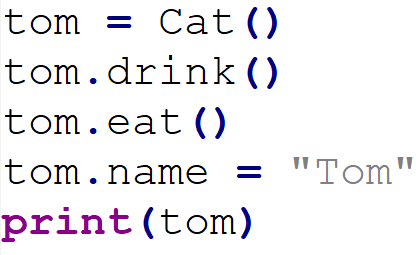 tom = Cat()
tom.drink()
tom.eat()
tom.name = "Tom"
print(tom)